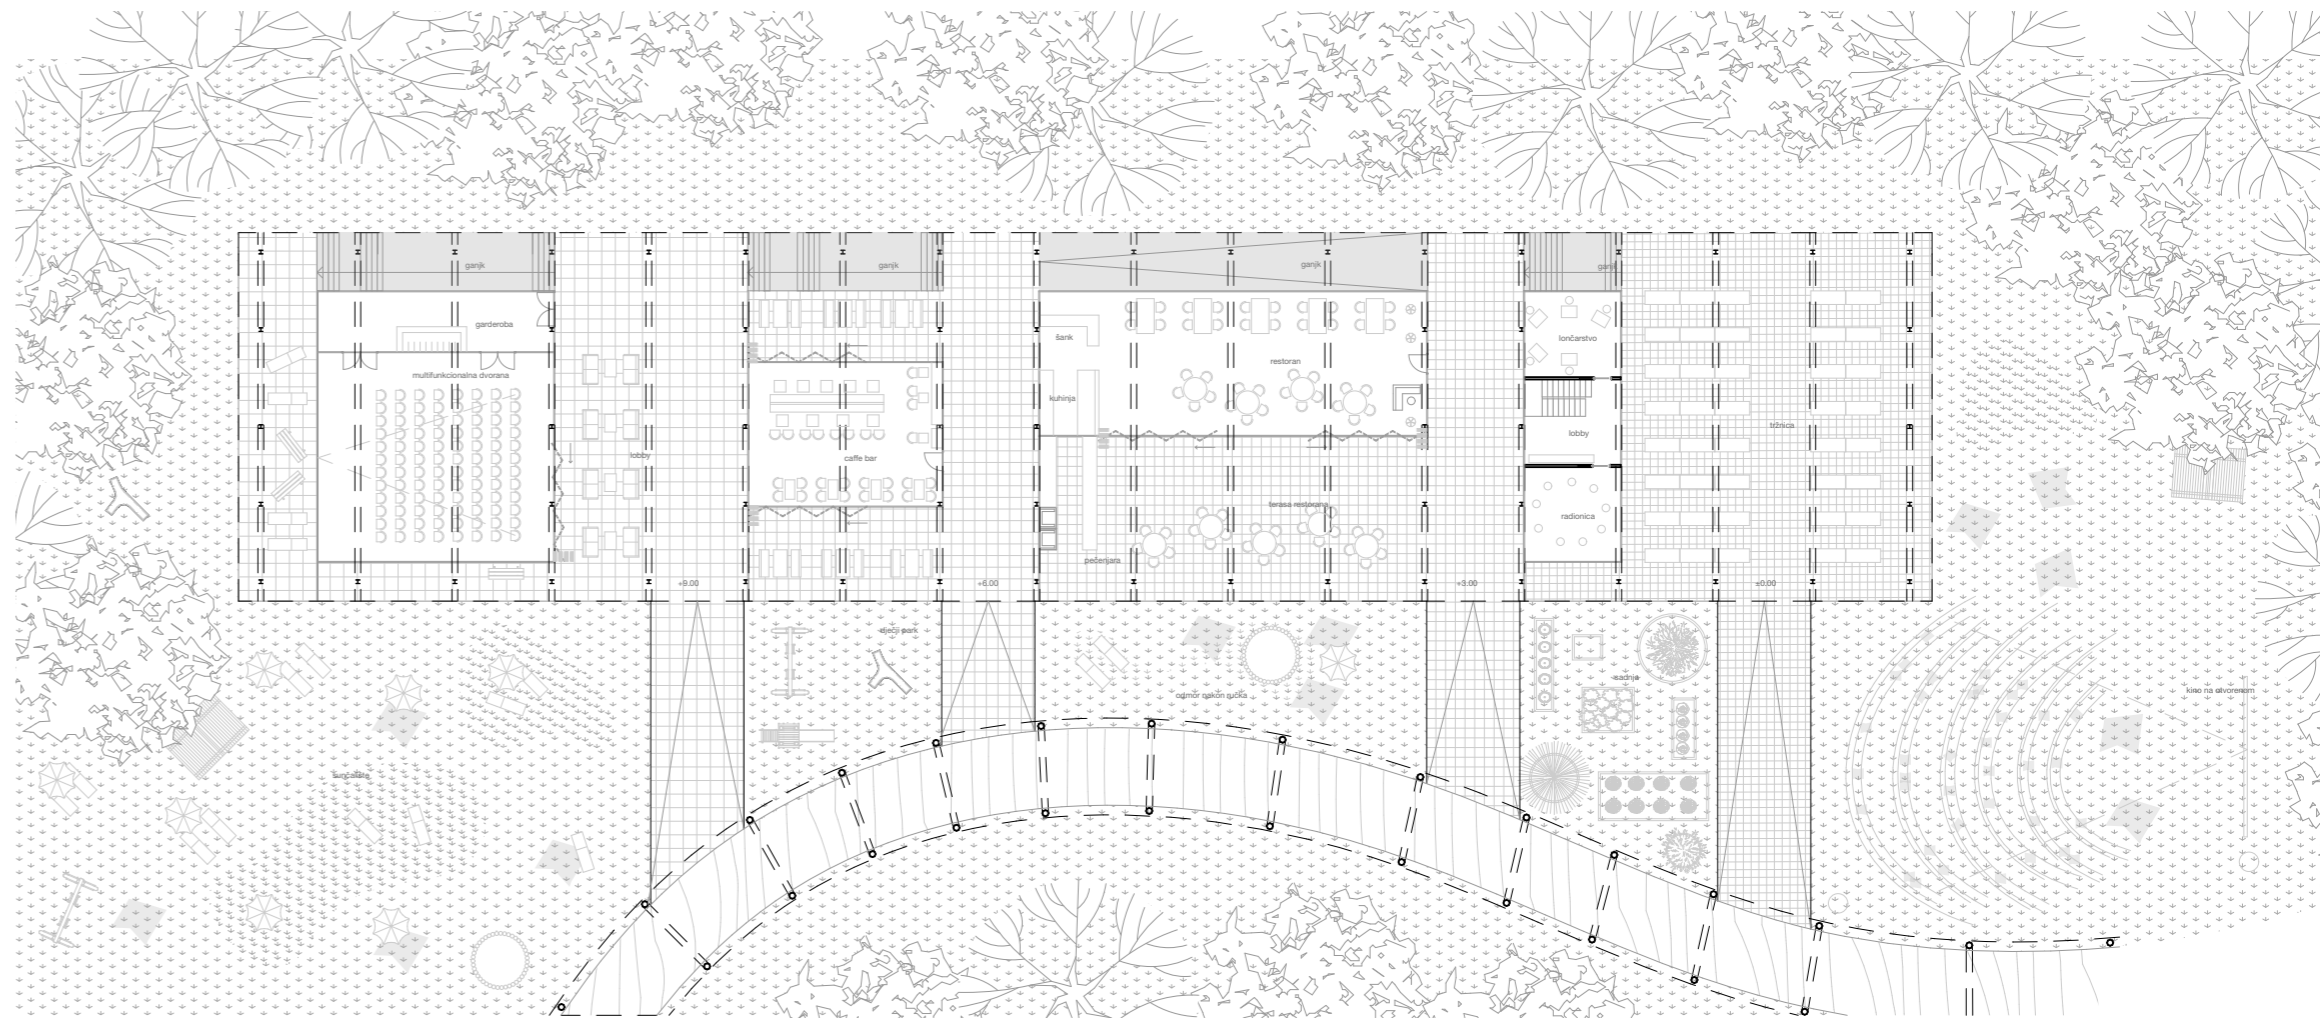 ganjk
ganjk
ganjk
ganjk
garderoba
šank
restoran
lončarstvo
multifunkcionalna dvorana
kuhinja
tržnica
lobby
lobby
caffe bar
terasa restorana
radionica
pečenjara
+9.00
+6.00
+3.00
±0.00
dječji park
sadnja
odmor nakon ručka
kino na otvorenom
sunčalište